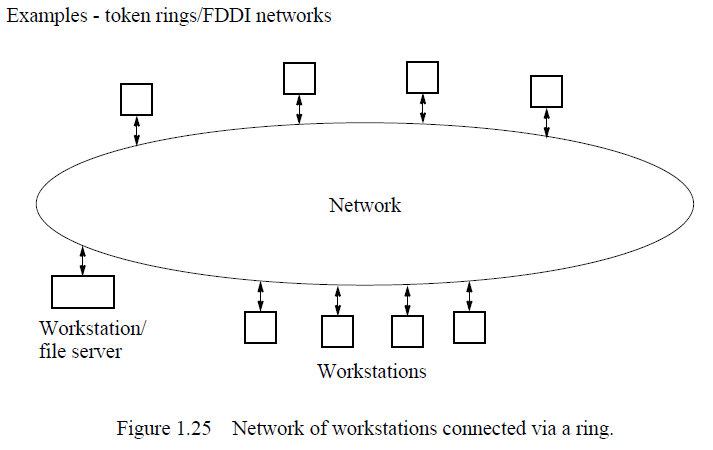 Examples - token rings/FDDI networks
Network
Workstation/
file server
Workstations
Figure 1.25 Network of workstations connected via a ring.